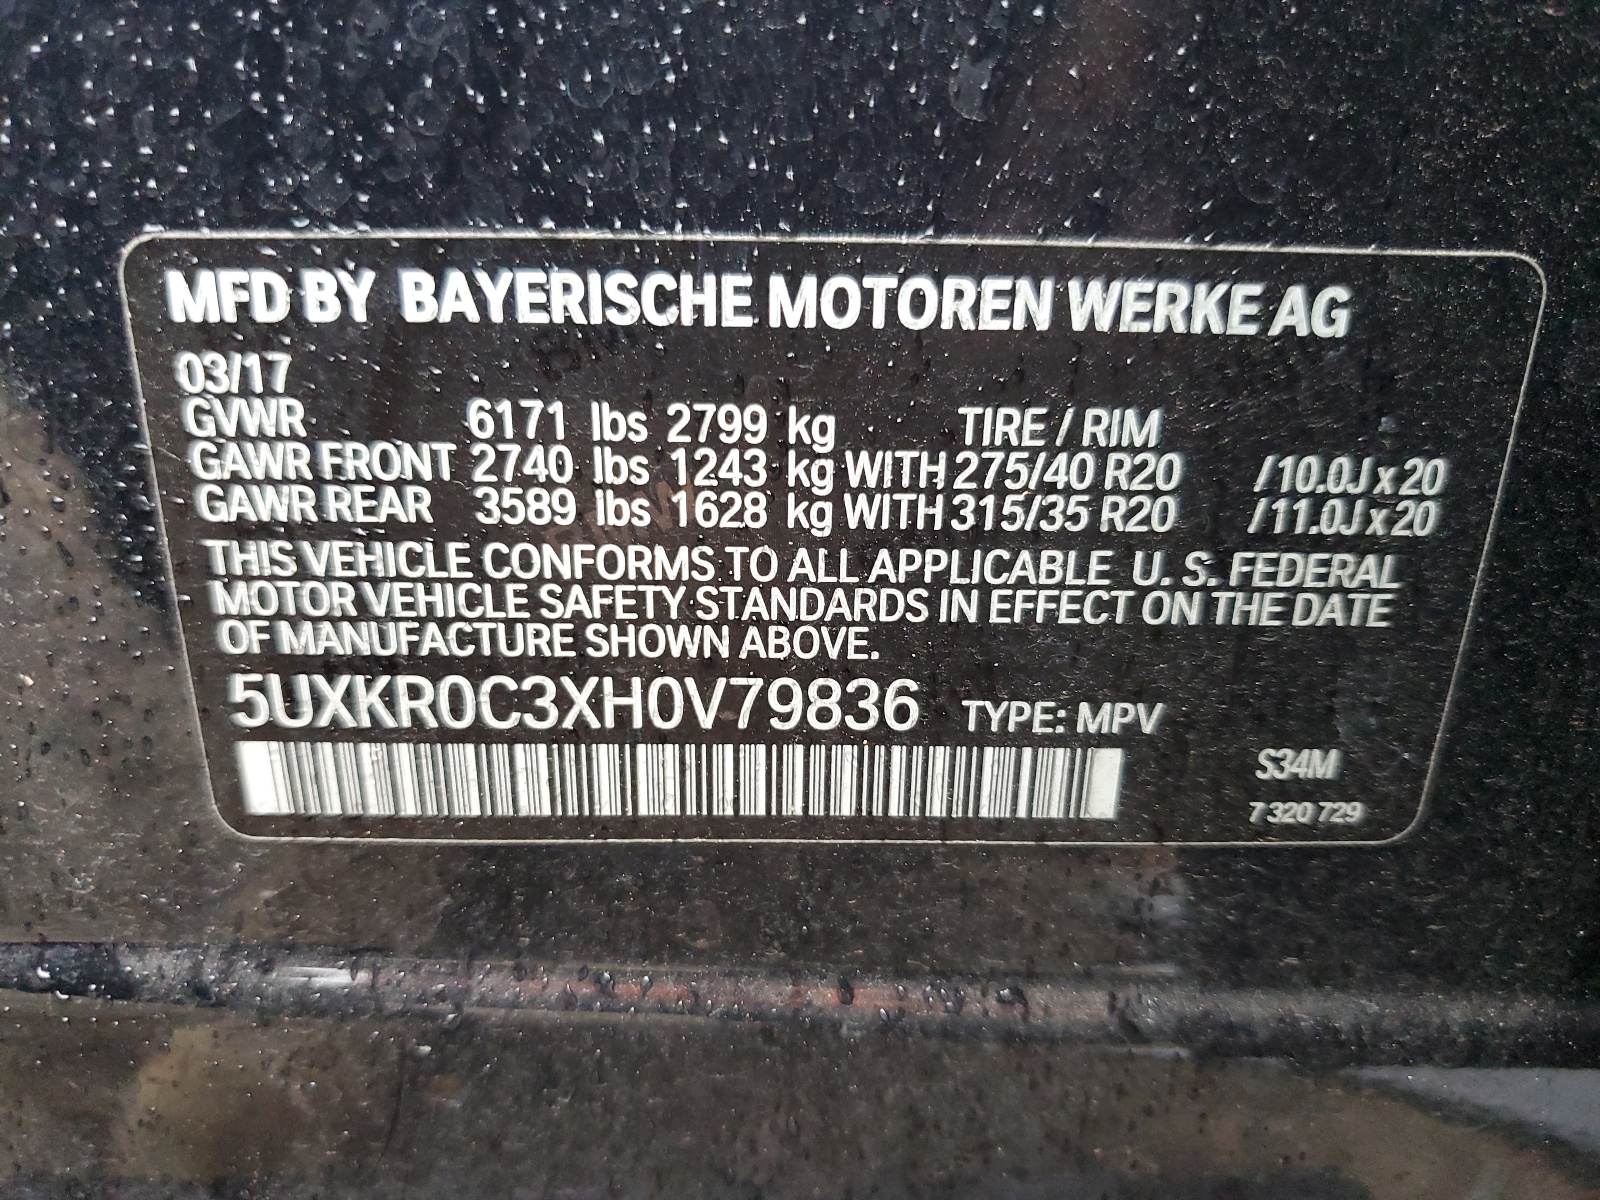 MFD BY BAYERISCHE MOTOREN WERKE AG
03/17
GVWR 6171 lbs 2799 kg TIRE / RIM
GAWR FRONT 2740 lbs 1243 kg WITH 275/40 R20 /10.0J x 20
GAWR REAR 3589 lbs 1628 kg WITH 315/35 R20 /11.0J x 20
THIS VEHICLE CONFORMS TO ALL APPLICABLE U. S. FEDERAL
MOTOR VEHICLE SAFETY STANDARDS IN EFFECT ON THE DATE
OF MANUFACTURE SHOWN ABOVE.
5UXKR0C3XH0V79836 TYPE: MPV
S34M
7 320 729